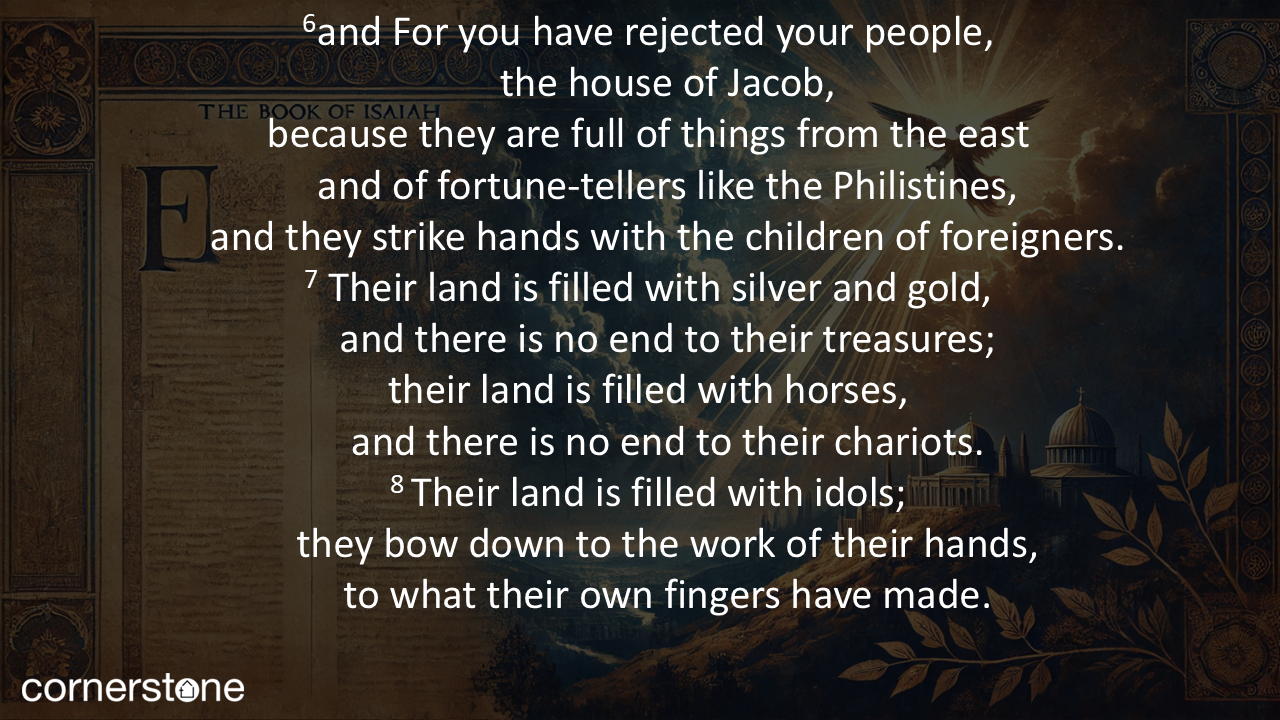 ⁶and For you have rejected your people,
the house of Jacob,
THE BOOK OF ISAIAH
because they are full of things from the east
and of fortune-tellers like the Philistines,
E
and they strike hands with the children of foreigners.
⁷ Their land is filled with silver and gold,
and there is no end to their treasures;
their land is filled with horses,
and there is no end to their chariots.
⁸ Their land is filled with idols;
they bow down to the work of their hands,
to what their own fingers have made.
cornerstone